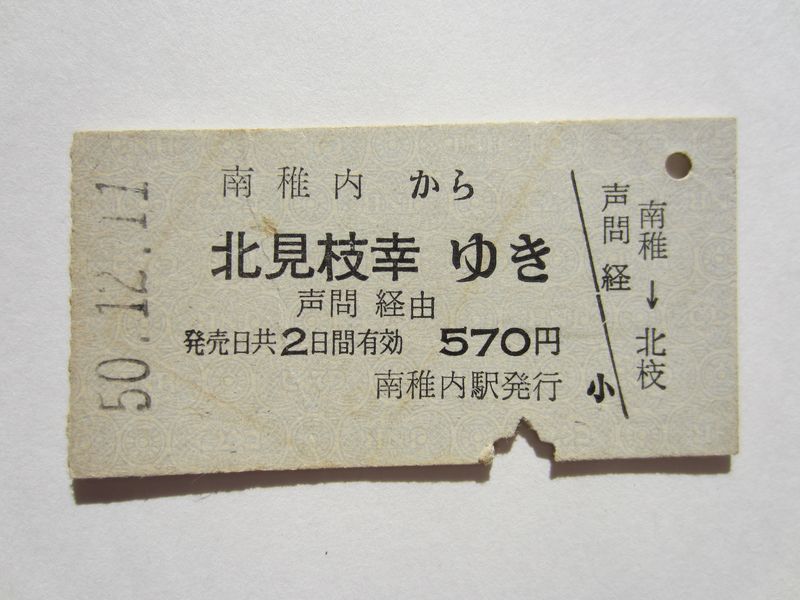 50.12.11
南稚内 から
北見枝幸 ゆき
声問 経由
発売日共2日間有効 570円
南稚内駅発行
小
声問経
南稚→北枝